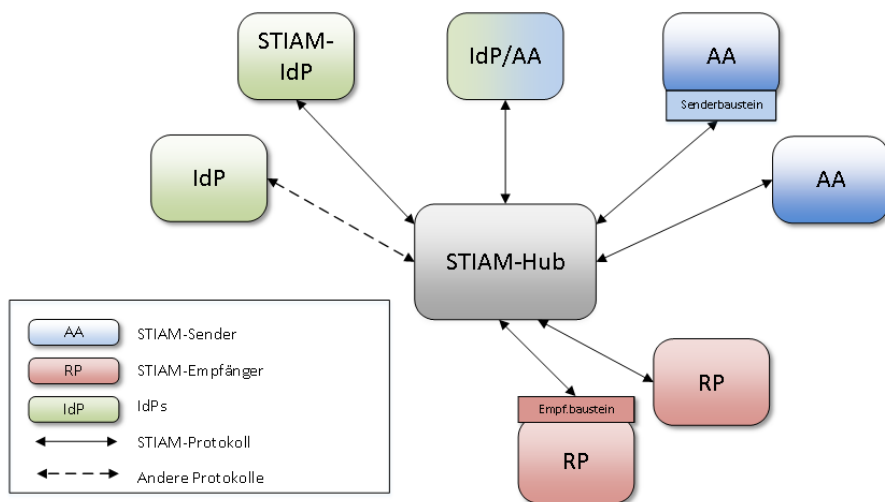 STIAM-
IdP
IdP/AA
AA
Senderbaustein
IdP
AA
STIAM-Hub
AA STIAM-Sender
RP STIAM-Empfänger
IdP IdPs
STIAM-Protokoll
Andere Protokolle
RP
Empf.baustein
RP